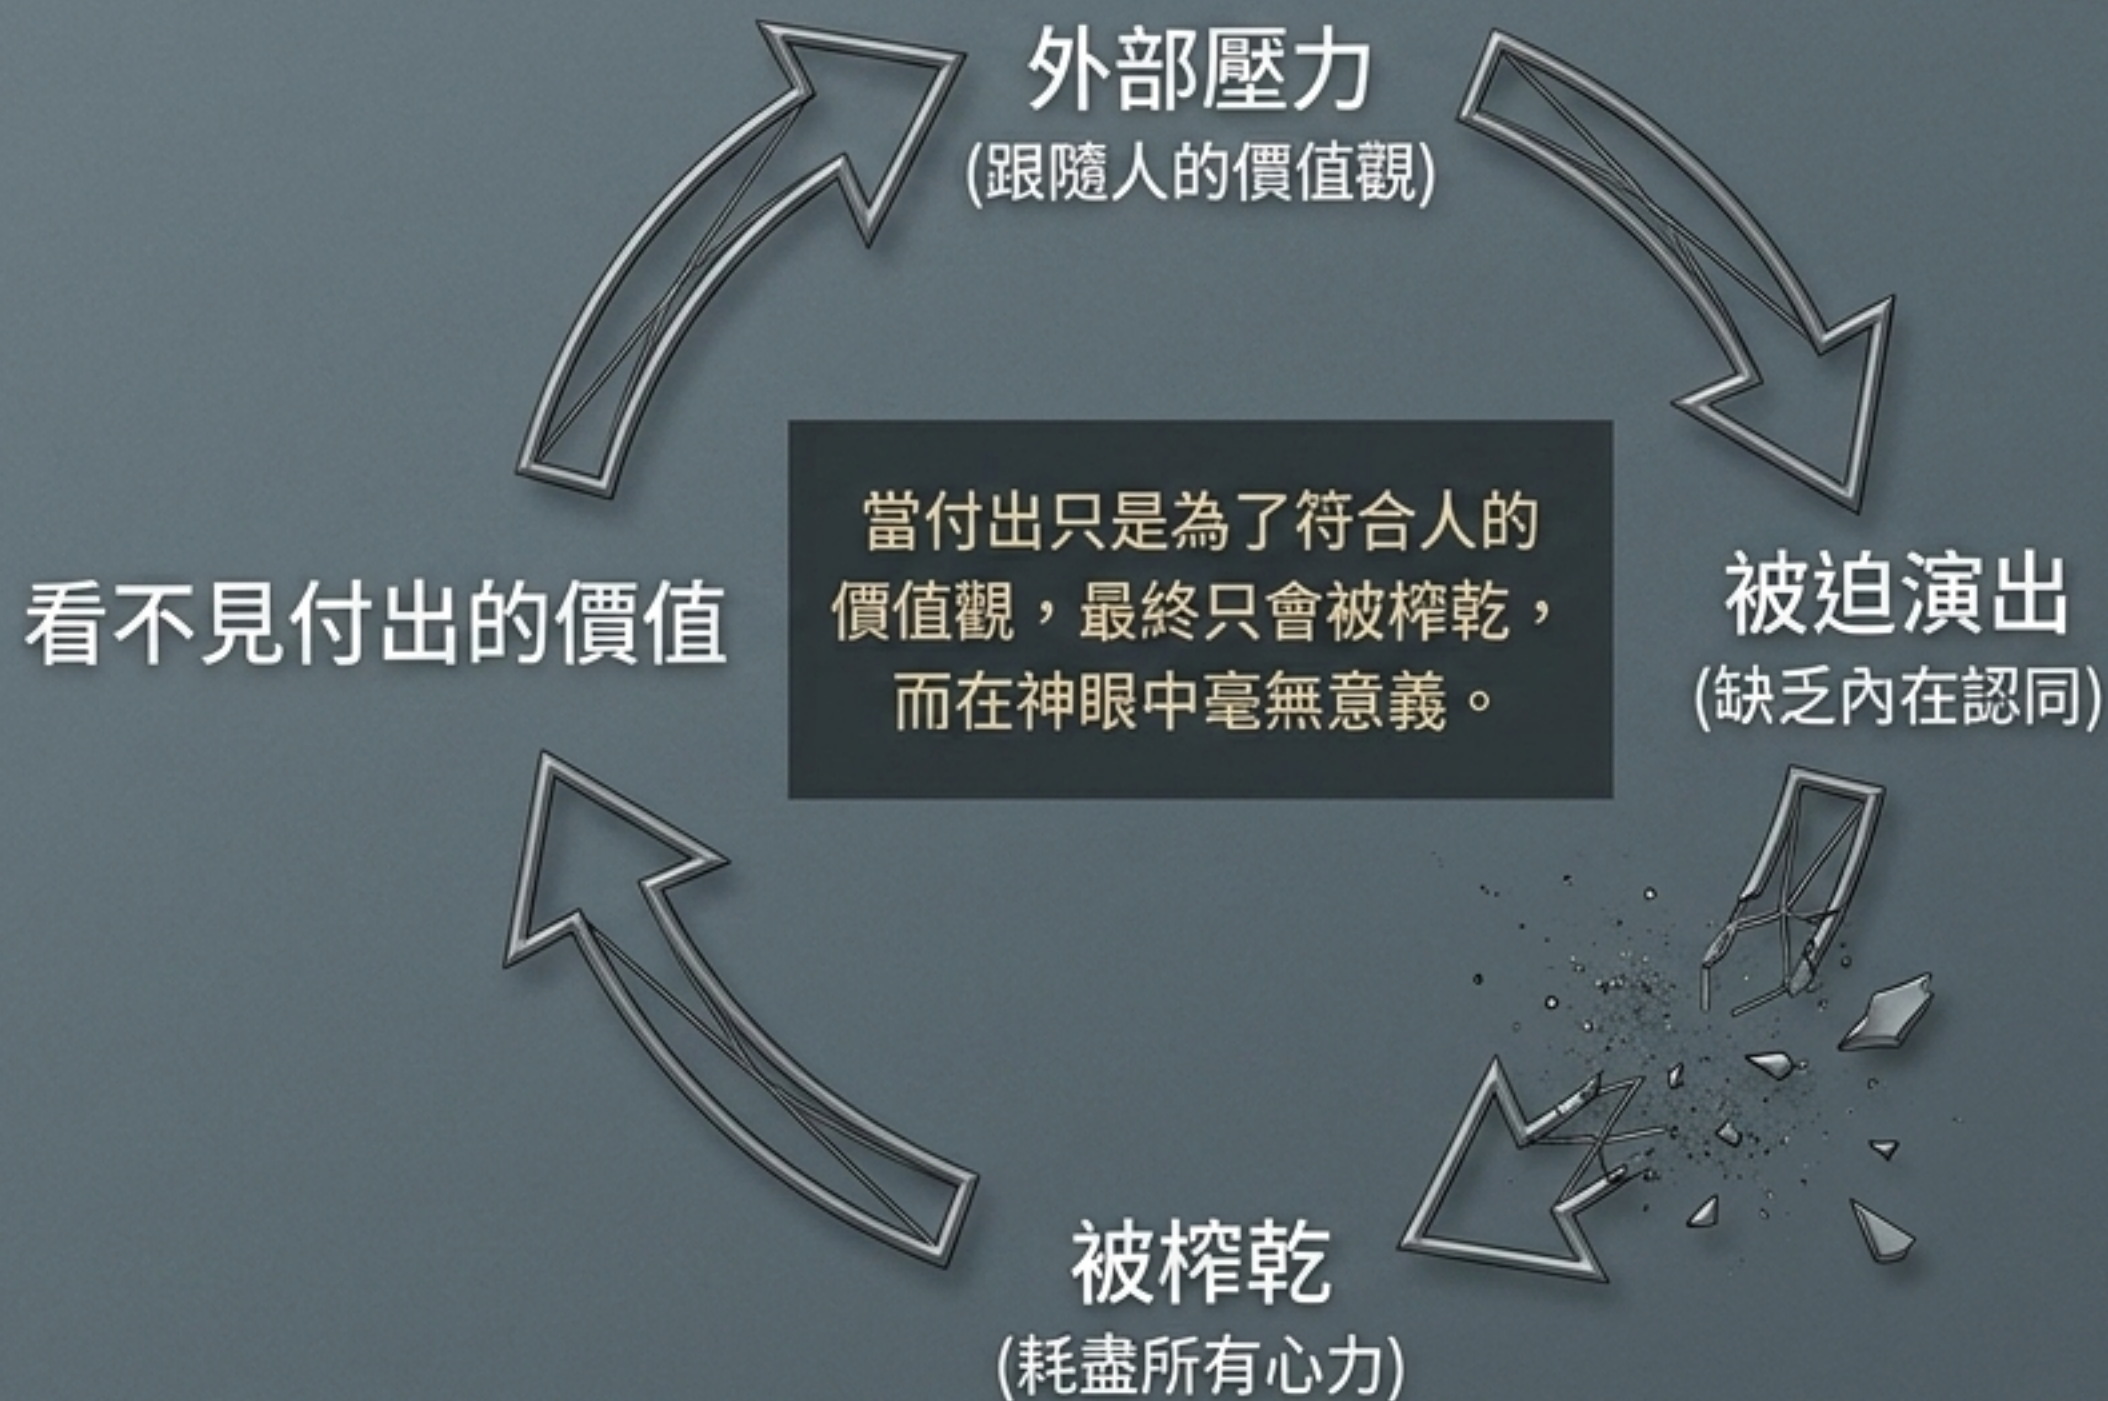 外部壓力
(跟隨人的價值觀)
當付出只是為了符合人的
價值觀，最終只會被榨乾，
而在神眼中毫無意義。
看不見付出的價值
被迫演出
(缺乏內在認同)
被榨乾
(耗盡所有心力)